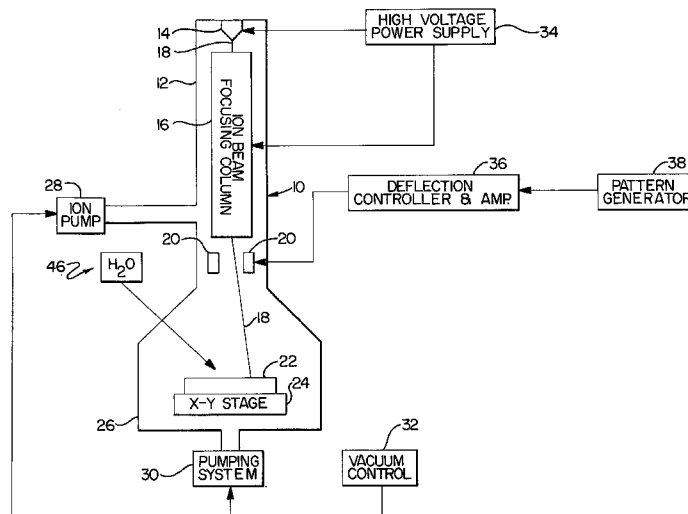 14
18
HIGH VOLTAGE
POWER SUPPLY
34
12
16
ION BEAM
FOCUSING COLUMN
28
ION
PUMP
10
36
DEFLECTION
CONTROLLER & AMP.
38
PATTERN
GENERATOR
20
20
46
H2O
18
22
24
X-Y STAGE
26
30
PUMPING
SYSTEM
32
VACUUM
CONTROL